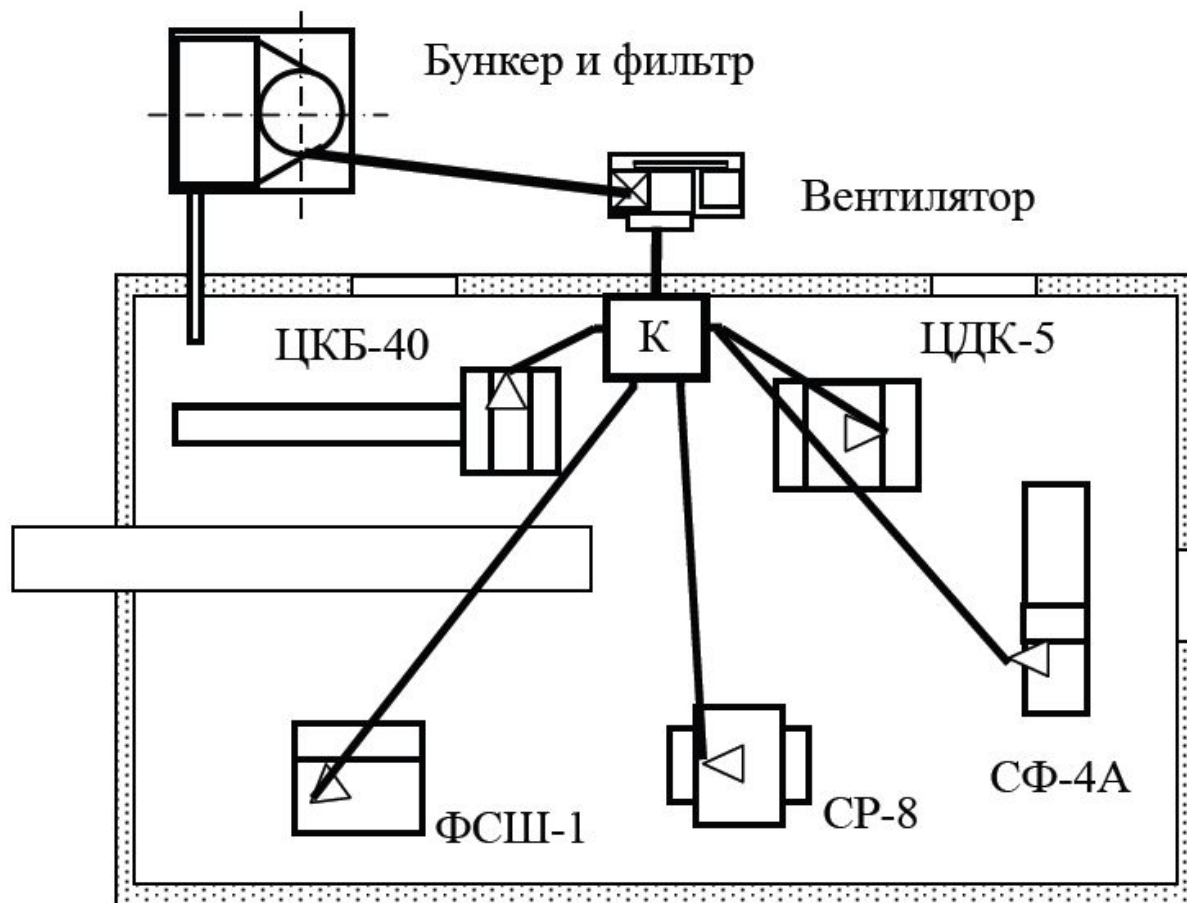 Бункер и фильтр
Вентилятор
ЦКБ-40
К
ЦДК-5
СФ-4А
ФСШ-1
СР-8